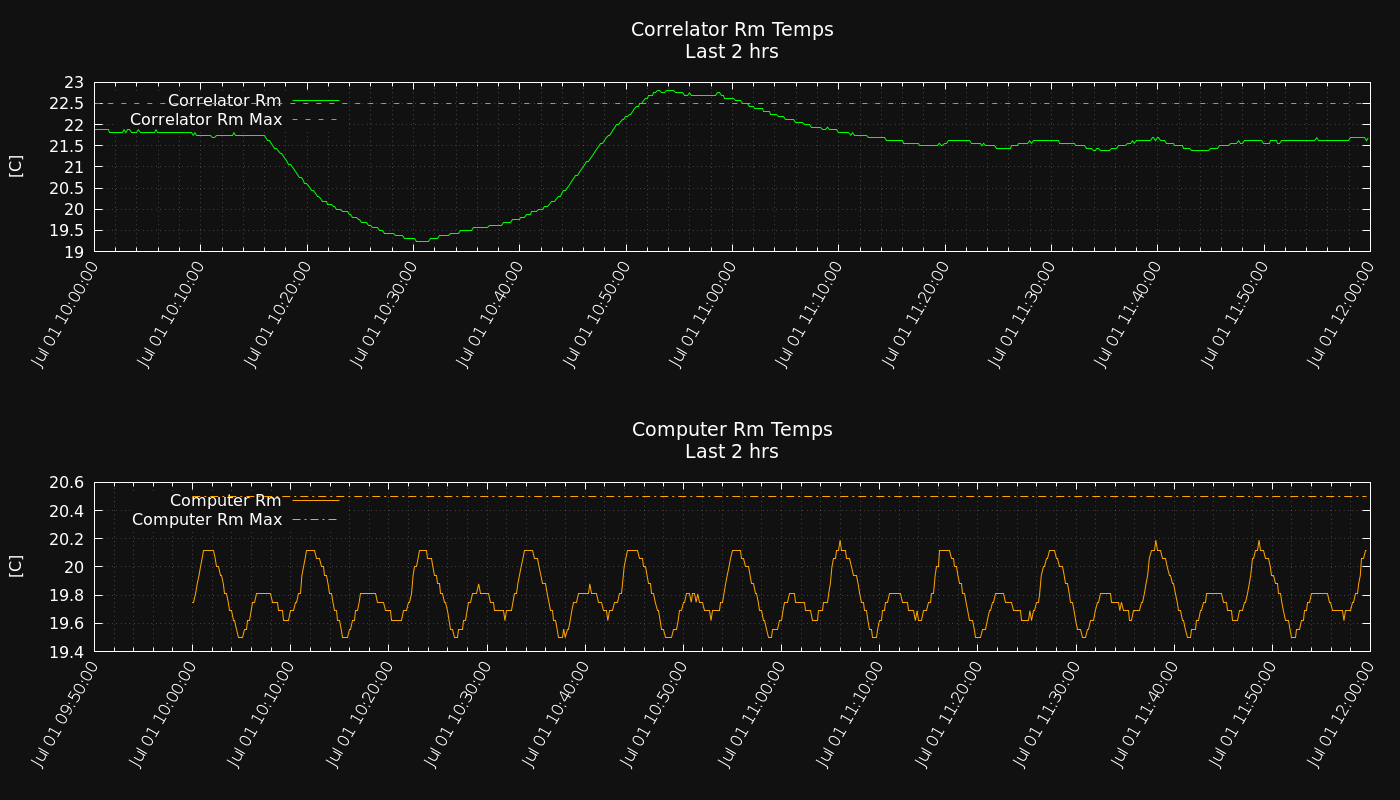 Correlator Rm Temps
Last 2 hrs
[C]
23
22.5
22
21.5
21
20.5
20
19.5
19
Correlator Rm
Correlator Rm Max
Jul 01 10:00:00
Jul 01 10:10:00
Jul 01 10:20:00
Jul 01 10:30:00
Jul 01 10:40:00
Jul 01 10:50:00
Jul 01 11:00:00
Jul 01 11:10:00
Jul 01 11:20:00
Jul 01 11:30:00
Jul 01 11:40:00
Jul 01 11:50:00
Jul 01 12:00:00
Computer Rm Temps
Last 2 hrs
[C]
20.6
20.4
20.2
20
19.8
19.6
19.4
Computer Rm
Computer Rm Max
Jul 01 09:50:00
Jul 01 10:00:00
Jul 01 10:10:00
Jul 01 10:20:00
Jul 01 10:30:00
Jul 01 10:40:00
Jul 01 10:50:00
Jul 01 11:00:00
Jul 01 11:10:00
Jul 01 11:20:00
Jul 01 11:30:00
Jul 01 11:40:00
Jul 01 11:50:00
Jul 01 12:00:00